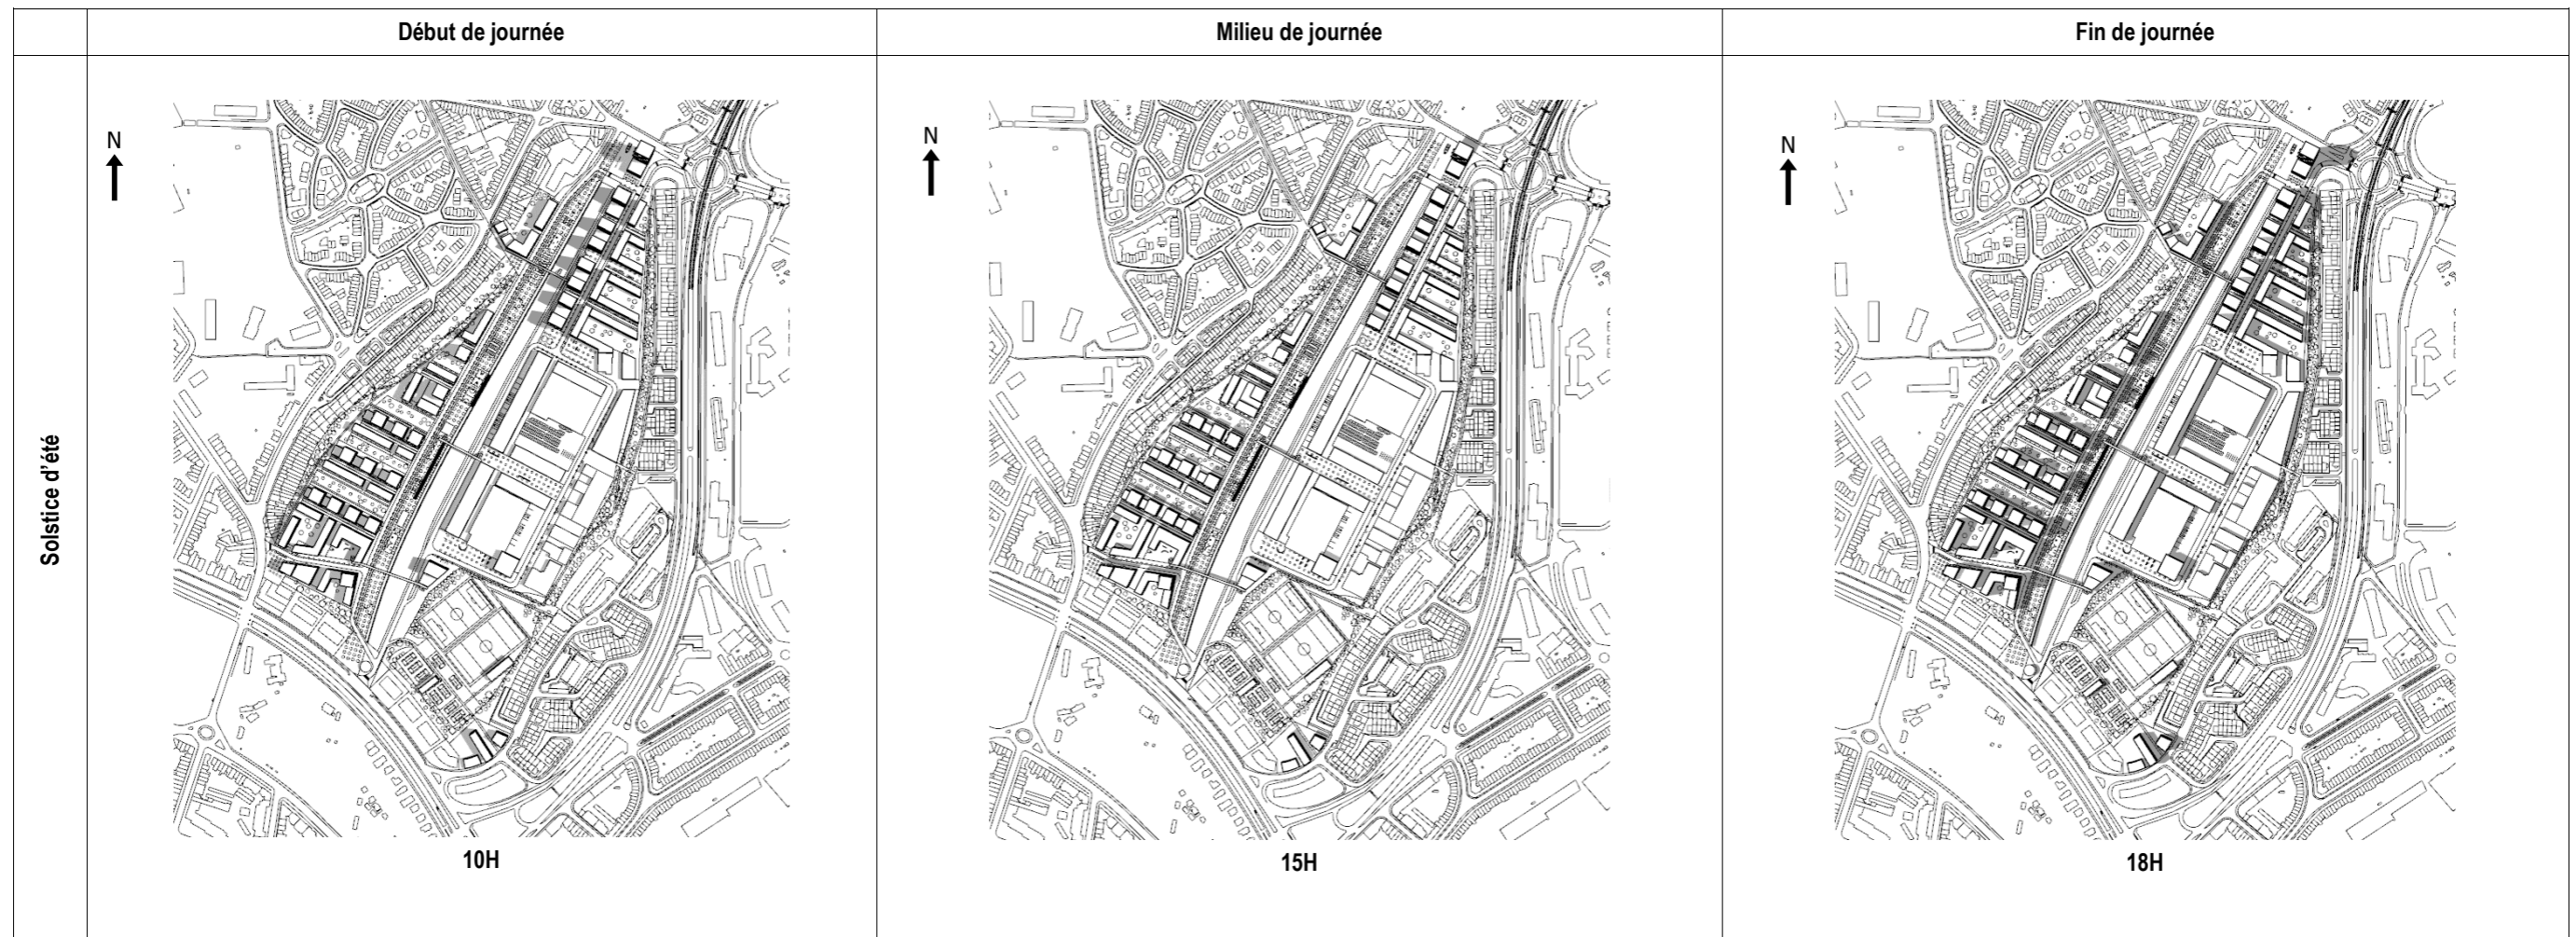 Début de journée
Milieu de journée
Fin de journée
Solstice d'été
N
N
N
10H
15H
18H